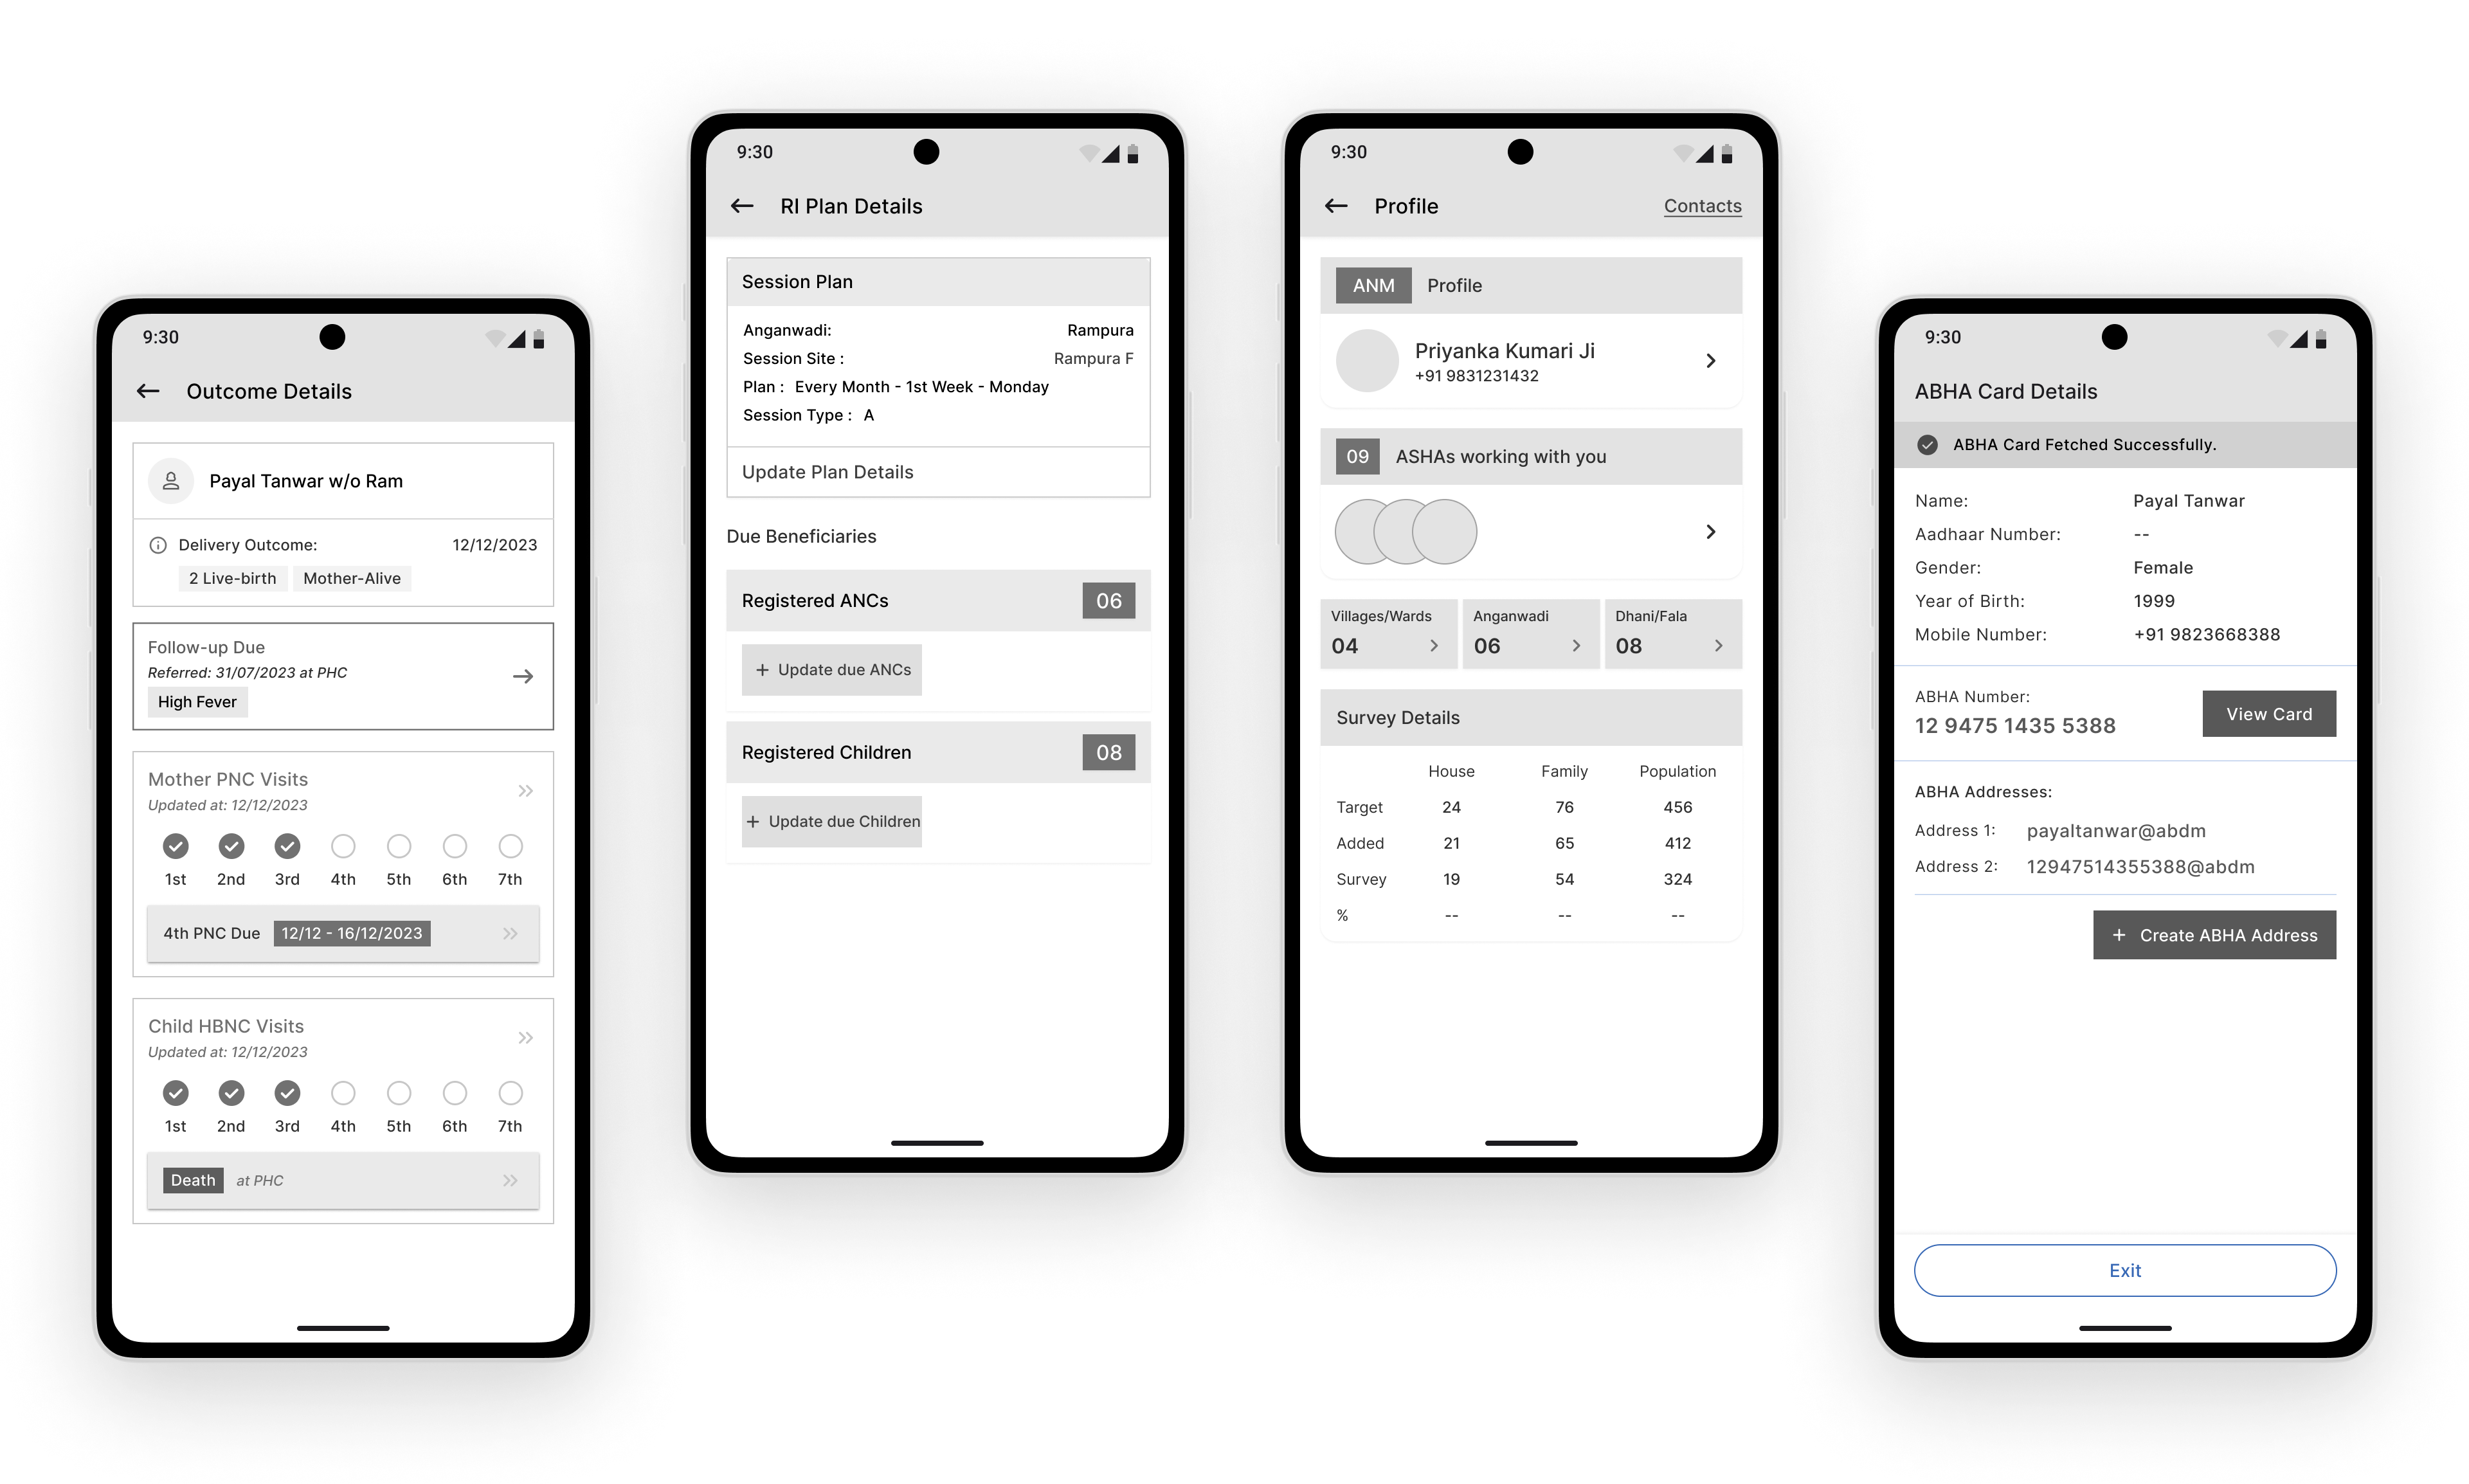 9:30
Outcome Details
Payal Tanwar w/o Ram
Delivery Outcome: 12/12/2023
2 Live-birth Mother-Alive
Follow-up Due
Referred: 31/07/2023 at PHC
High Fever
Mother PNC Visits
Updated at: 12/12/2023
1st 2nd 3rd 4th 5th 6th 7th
4th PNC Due 12/12 - 16/12/2023
Child HBNC Visits
Updated at: 12/12/2023
1st 2nd 3rd 4th 5th 6th 7th
Death at PHC
9:30
RI Plan Details
Session Plan
Anganwadi: Rampura
Session Site : Rampura F
Plan : Every Month - 1st Week - Monday
Session Type : A
Update Plan Details
Due Beneficiaries
Registered ANCs 06
+ Update due ANCs
Registered Children 08
+ Update due Children
9:30
Profile Contacts
ANM Profile
Priyanka Kumari Ji
+91 9831231432
09 ASHAs working with you
Villages/Wards Anganwadi Dhani/Fala
04 06 08
Survey Details
House Family Population
Target 24 76 456
Added 21 65 412
Survey 19 54 324
% -- -- --
9:30
ABHA Card Details
ABHA Card Fetched Successfully.
Name: Payal Tanwar
Aadhaar Number: --
Gender: Female
Year of Birth: 1999
Mobile Number: +91 9823668388
ABHA Number:
12 9475 1435 5388
View Card
ABHA Addresses:
Address 1: payaltanwar@abdm
Address 2: 12947514355388@abdm
+ Create ABHA Address
Exit